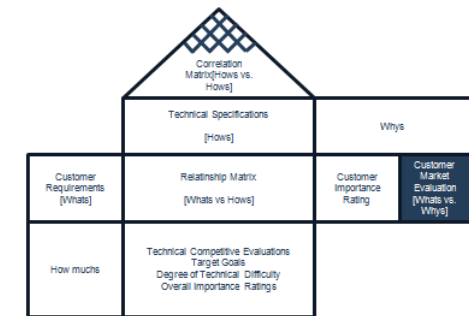 Correlation
Matrix[Hows vs.
Hows]
Technical Specifications
[Hows]
Whys
Customer
Requirements
[Whats]
Relatinship Matrix
[Whats vs Hows]
Customer
Importance
Rating
Customer
Market
Evaluation
[Whats vs.
Whys]
How muchs
Technical Competitive Evaluations
Target Goals
Degree of Technical Difficulty
Overall Importance Ratings